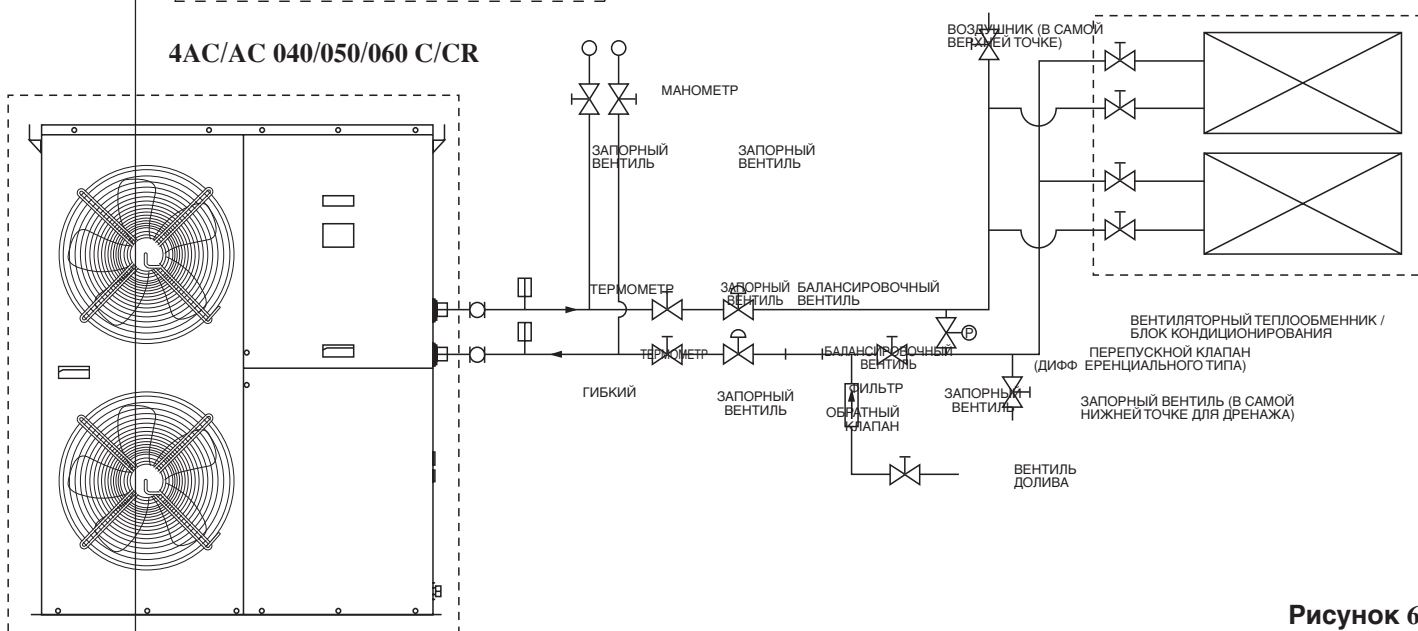 4AC/AC 040/050/060 C/CR
ВОЗДУШНИК (В САМОЙ
ВЕРХНЕЙ ТОЧКЕ)
МАНОМЕТР
ЗАПОРНЫЙ
ВЕНТИЛЬ
ЗАПОРНЫЙ
ВЕНТИЛЬ
ТЕРМОМЕТР
ЗАПОРНЫЙ
ВЕНТИЛЬ
БАЛАНСИРОВОЧНЫЙ
ВЕНТИЛЬ
P
ВЕНТИЛЯТОРНЫЙ ТЕПЛООБМЕННИК /
БЛОК КОНДИЦИОНИРОВАНИЯ
ТЕРМОМЕТР
БАЛАНСИРОВОЧНЫЙ
ВЕНТИЛЬ
ПЕРЕПУСКНОЙ КЛАПАН
(ДИФФ ЕРЕНЦИАЛЬНОГО ТИПА)
ГИБКИЙ
ЗАПОРНЫЙ
ВЕНТИЛЬ
ФИЛЬТР
ОБРАТНЫЙ
КЛАПАН
ЗАПОРНЫЙ
ВЕНТИЛЬ
ЗАПОРНЫЙ ВЕНТИЛЬ (В САМОЙ
НИЖНЕЙ ТОЧКЕ ДЛЯ ДРЕНАЖА)
ВЕНТИЛЬ
ДОЛИВА
Рисунок 6